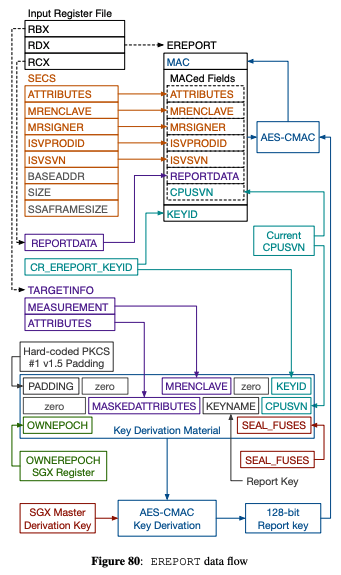 Input Register File
RBX
RDX
RCX
EREPORT
MAC
SECS
MACed Fields
ATTRIBUTES
ATTRIBUTES
MRENCLAVE
MRENCLAVE
MRSIGNER
MRSIGNER
AES-CMAC
ISVPRODID
ISVPRODID
ISVSVN
ISVSVN
BASEADDR
REPORTDATA
SIZE
CPUSVN
SSAFRAMESIZE
KEYID
REPORTDATA
Current
CPUSVN
CR_EREPORT_KEYID
TARGETINFO
MEASUREMENT
ATTRIBUTES
Hard-coded PKCS
#1 v1.5 Padding
PADDING
zero
MRENCLAVE
zero
KEYID
zero
MASKEDATTRIBUTES
KEYNAME
CPUSVN
OWNEPOCH
Key Derivation Material
SEAL_FUSES
OWNEREPOCH
SGX Register
SEAL_FUSES
Report Key
SGX Master
Derivation Key
AES-CMAC
Key Derivation
128-bit
Report key
Figure 80: EREPORT data flow